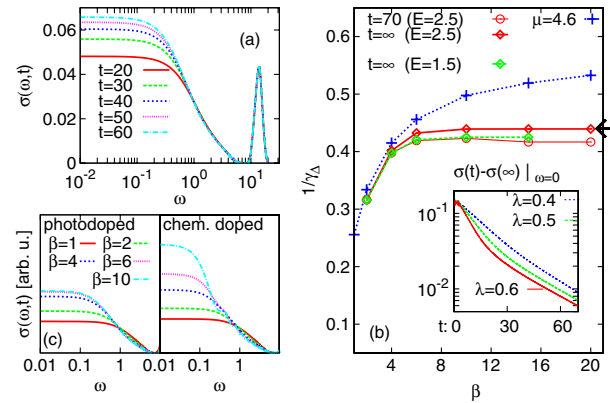 0.06
0.04
0.02
0
σ(ω,t)
(a)
t=20
t=30
t=40
t=50
t=60
10⁻² 10⁻¹ 10⁰ 10¹
ω
photodoped
chem. doped
β=1 β=2
β=4 β=6
β=10
σ(ω,t) [arb. u.]
(c)
0.01 0.1 1 0.01 0.1 1
ω ω
t=70 (E=2.5) μ=4.6
t=∞ (E=2.5)
t=∞ (E=1.5)
0.6
0.5
0.4
0.3
0.2
0.1
1/γ_Δ
(b)
4 8 12 16 20
β
σ(t)-σ(∞) |ω=0
λ=0.4
λ=0.5
λ=0.6
10⁻¹
10⁻²
t: 0 30 60